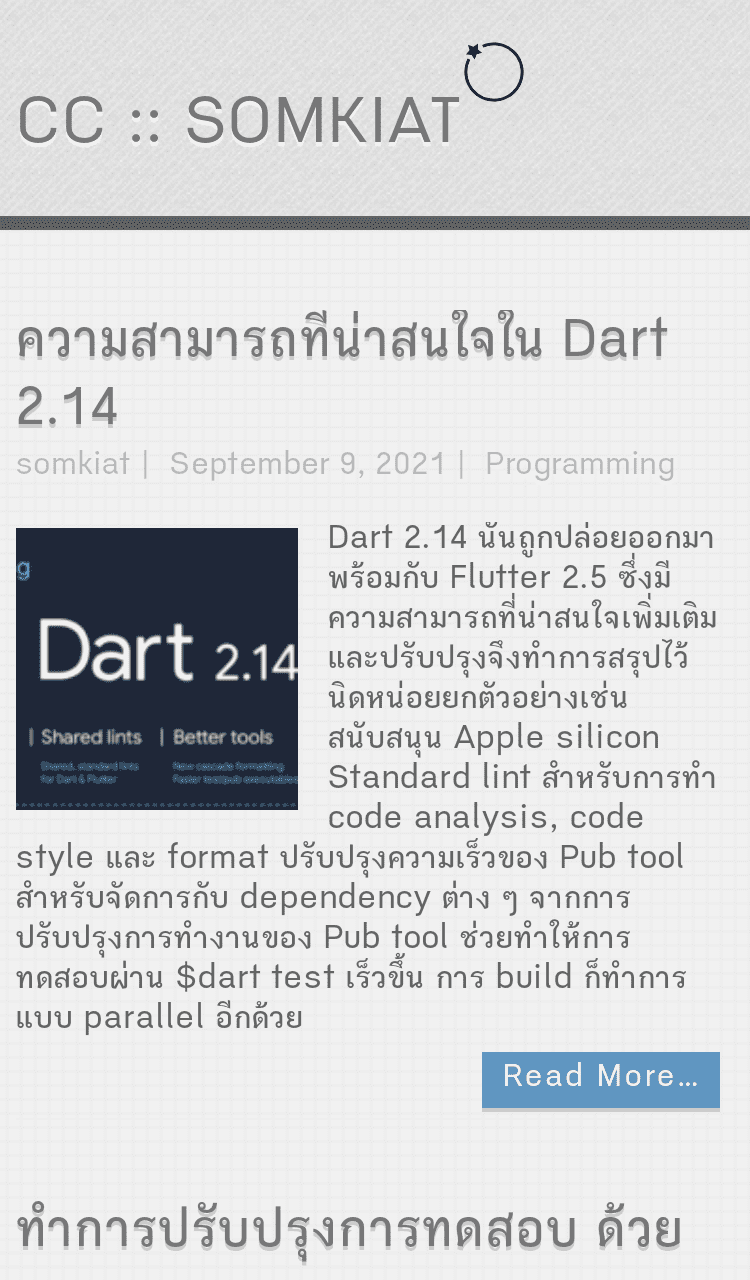 CC :: SOMKIAT
ความสามารถที่น่าสนใจใน Dart
2.14
somkiat | September 9, 2021 | Programming
g
Dart 2.14
| Shared lints | Better tools
Shared, standard lints
for Dart & Flutter
New cascade formatting
Faster test/pub executables
Dart 2.14 นั้นถูกปล่อยออกมา
พร้อมกับ Flutter 2.5 ซึ่งมี
ความสามารถที่น่าสนใจเพิ่มเติม
และปรับปรุงจึงทำการสรุปไว้
นิดหน่อยยกตัวอย่างเช่น
สนับสนุน Apple silicon
Standard lint สำหรับการทำ
code analysis, code
style และ format ปรับปรุงความเร็วของ Pub tool
สำหรับจัดการกับ dependency ต่าง ๆ จากการ
ปรับปรุงการทำงานของ Pub tool ช่วยทำให้การ
ทดสอบผ่าน $dart test เร็วขึ้น การ build ก็ทำการ
แบบ parallel อีกด้วย
Read More…
ทำการปรับปรุงการทดสอบ ด้วย